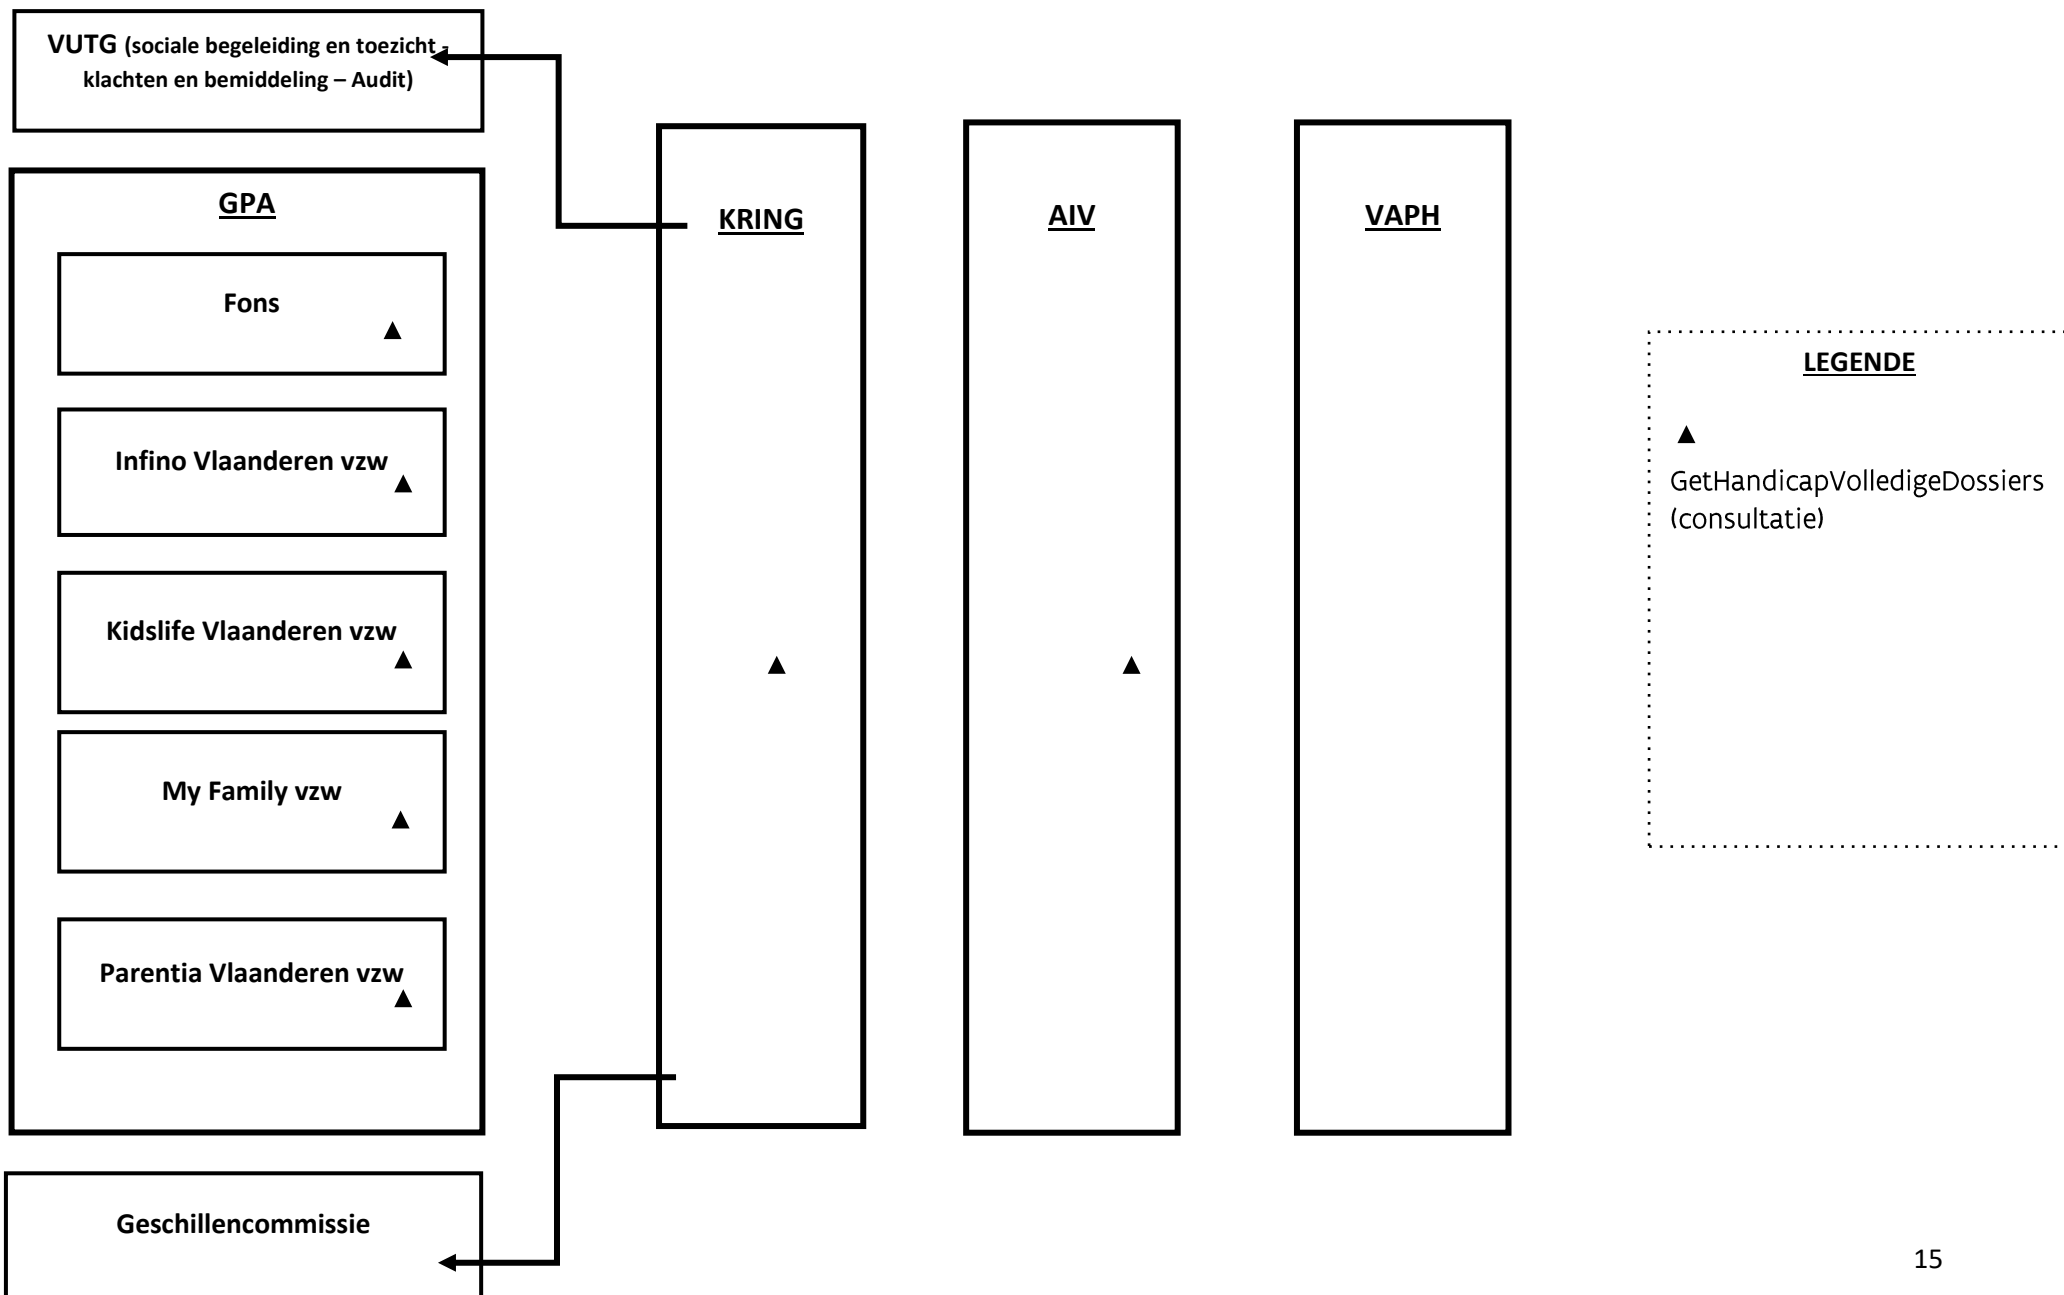 VUTG (sociale begeleiding en toezicht -
klachten en bemiddeling – Audit)
GPA
Fons
▲
Infino Vlaanderen vzw
▲
Kidslife Vlaanderen vzw
▲
My Family vzw
▲
Parentia Vlaanderen vzw
▲
Geschillencommissie
KRING
▲
AIV
▲
VAPH
LEGENDE
▲
GetHandicapVolledigeDossiers
(consultatie)
15